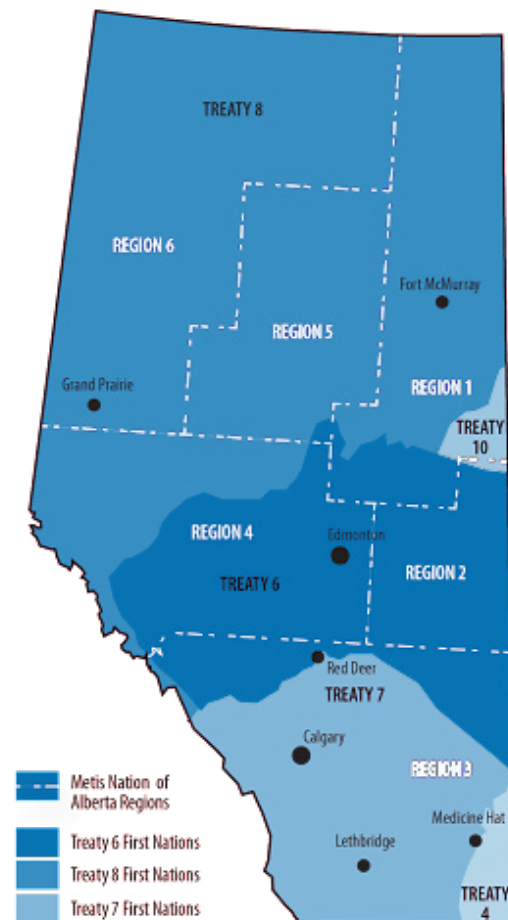 TREATY 8
REGION 6
Fort McMurray
REGION 5
Grand Prairie
REGION 1
TREATY
10
REGION 4
Edmonton
REGION 2
TREATY 6
Red Deer
TREATY 7
Calgary
REGION 3
Metis Nation of
Alberta Regions
Medicine Hat
Treaty 6 First Nations
Lethbridge
Treaty 8 First Nations
TREATY
4
Treaty 7 First Nations